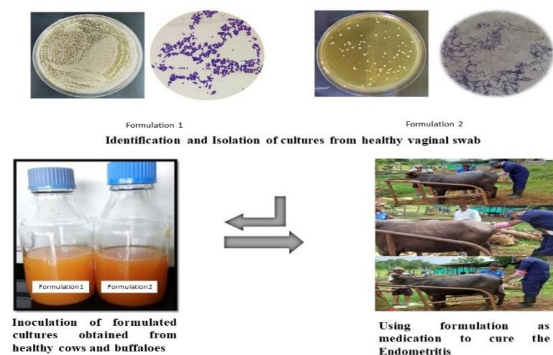 Formulation 1
Formulation 2
Identification and Isolation of cultures from healthy vaginal swab
Formulation 1
Formulation 2
Inoculation of formulated
cultures obtained from
healthy cows and buffaloes
Using formulation as
medication to cure the
Endometritis